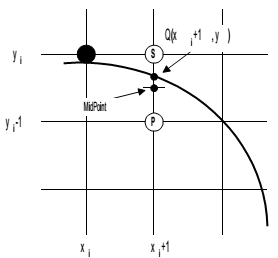 Q(x i+1 , y )
y i
S
MidPoint
y i-1
P
x i
x i+1